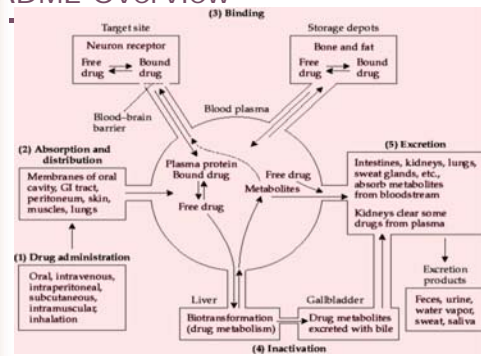 ADME Overview
(3) Binding
Target site
Neuron receptor
Free drug
Bound drug
Storage depots
Bone and fat
Free drug
Bound drug
Blood–brain
barrier
Blood plasma
(2) Absorption and
distribution
Membranes of oral
cavity, GI tract,
peritoneum, skin,
muscles, lungs
Plasma protein
Bound drug
Free drug
Free drug
Metabolites
(5) Excretion
Intestines, kidneys, lungs,
sweat glands, etc.,
absorb metabolites
from bloodstream
Kidneys clear some
drugs from plasma
(1) Drug administration
Oral, intravenous,
intraperitoneal,
subcutaneous,
intramuscular,
inhalation
Liver
Biotransformation
(drug metabolism)
Gallbladder
Drug metabolites
excreted with bile
Excretion
products
Feces, urine,
water vapor,
sweat, saliva
(4) Inactivation